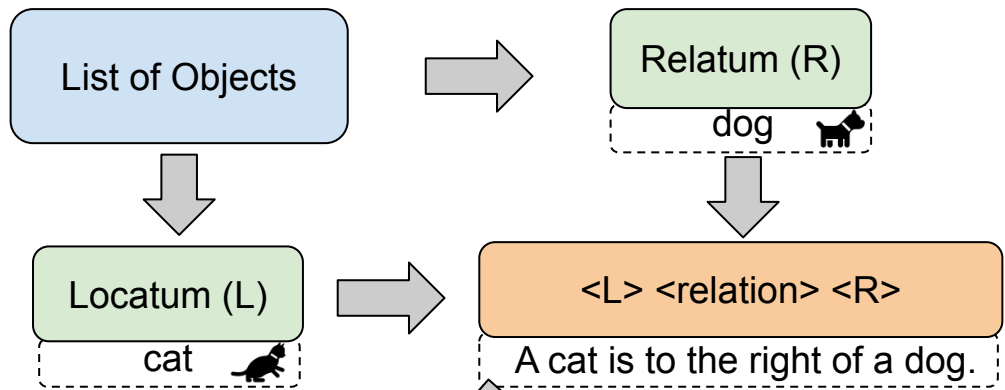 List of Objects
Relatum (R)
dog
Locatum (L)
cat
<L> <relation> <R>
A cat is to the right of a dog.